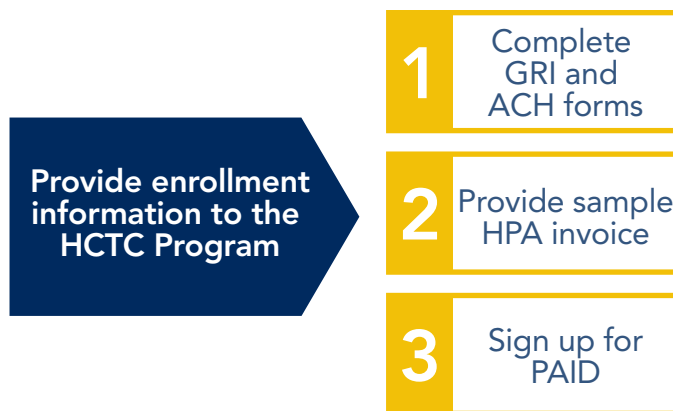 Provide enrollment
information to the
HCTC Program
1
Complete
GRI and
ACH forms
2
Provide sample
HPA invoice
3
Sign up for
PAID